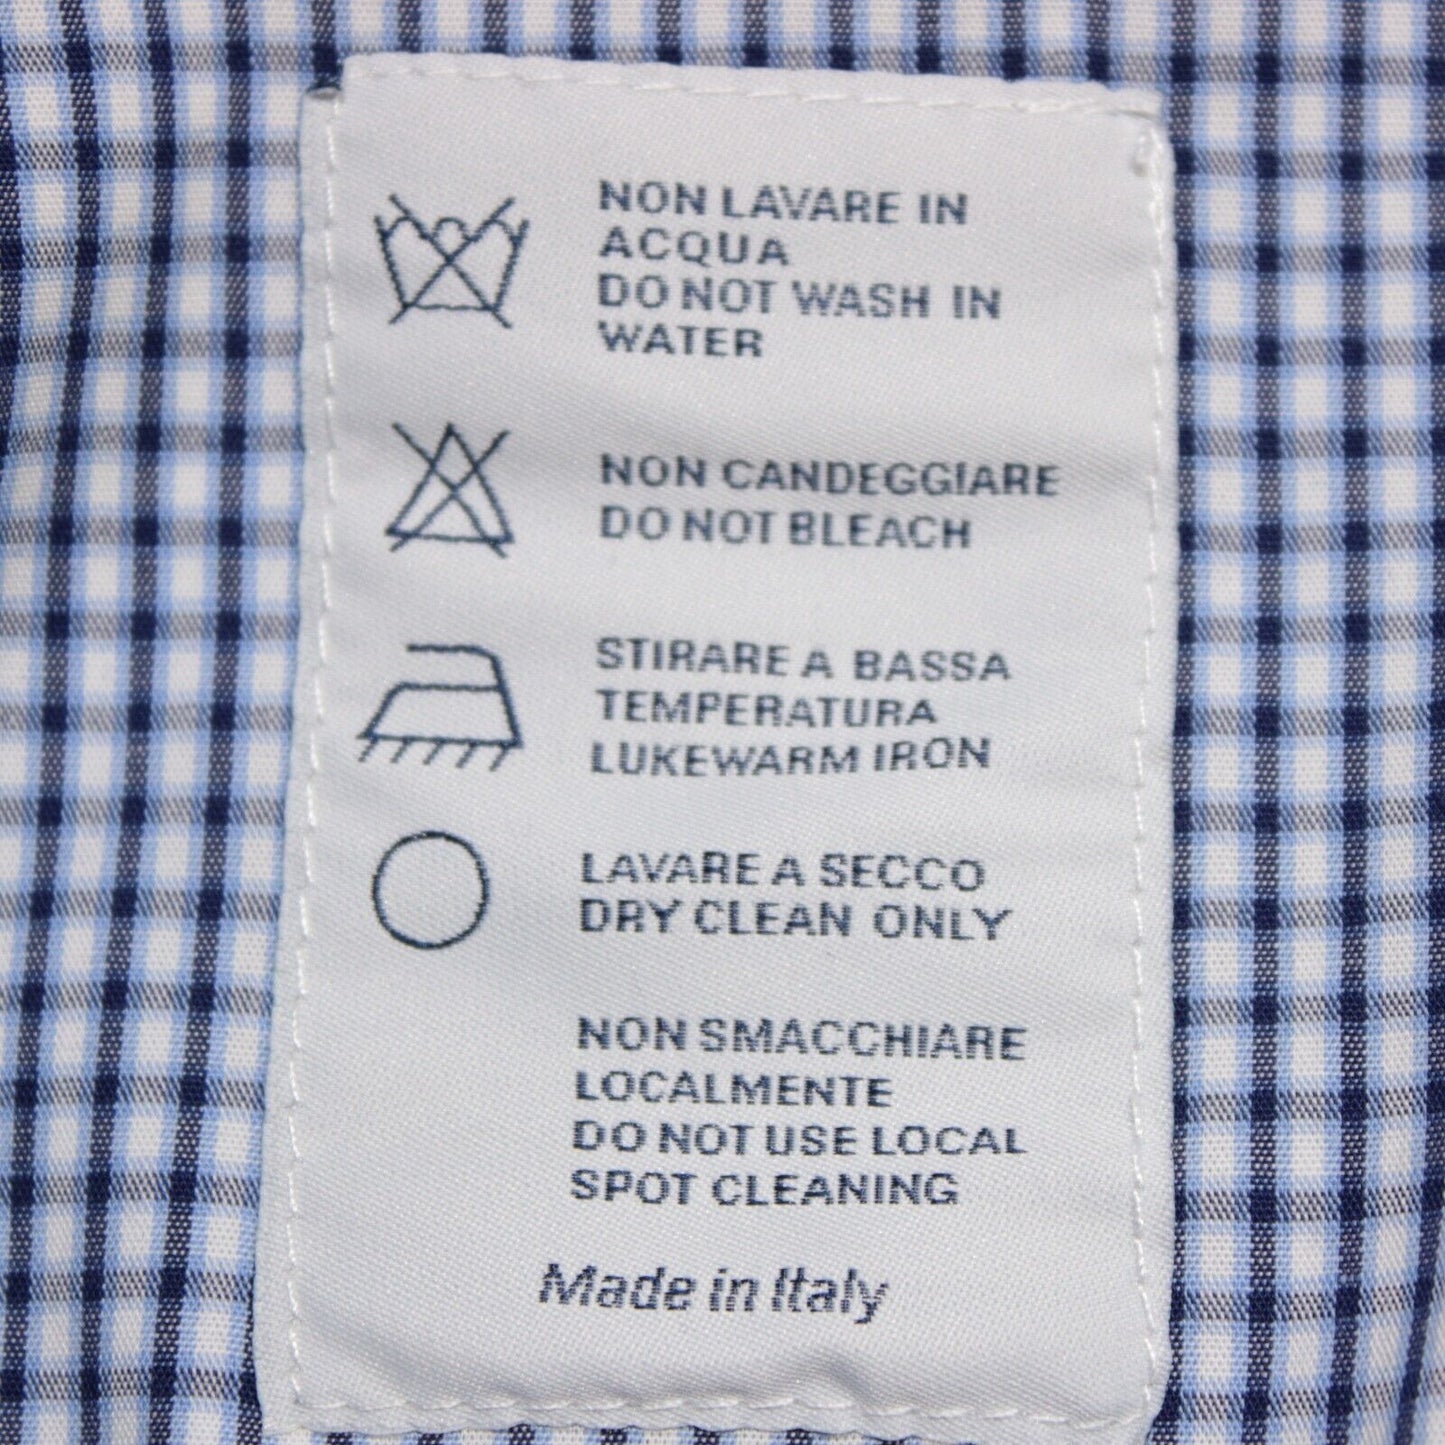 NON LAVARE IN
ACQUA
DO NOT WASH IN
WATER
NON CANDEGGIARE
DO NOT BLEACH
STIRARE A BASSA
TEMPERATURA
LUKEWARM IRON
LAVARE A SECCO
DRY CLEAN ONLY
NON SMACCHIARE
LOCALMENTE
DO NOT USE LOCAL
SPOT CLEANING
Made in Italy